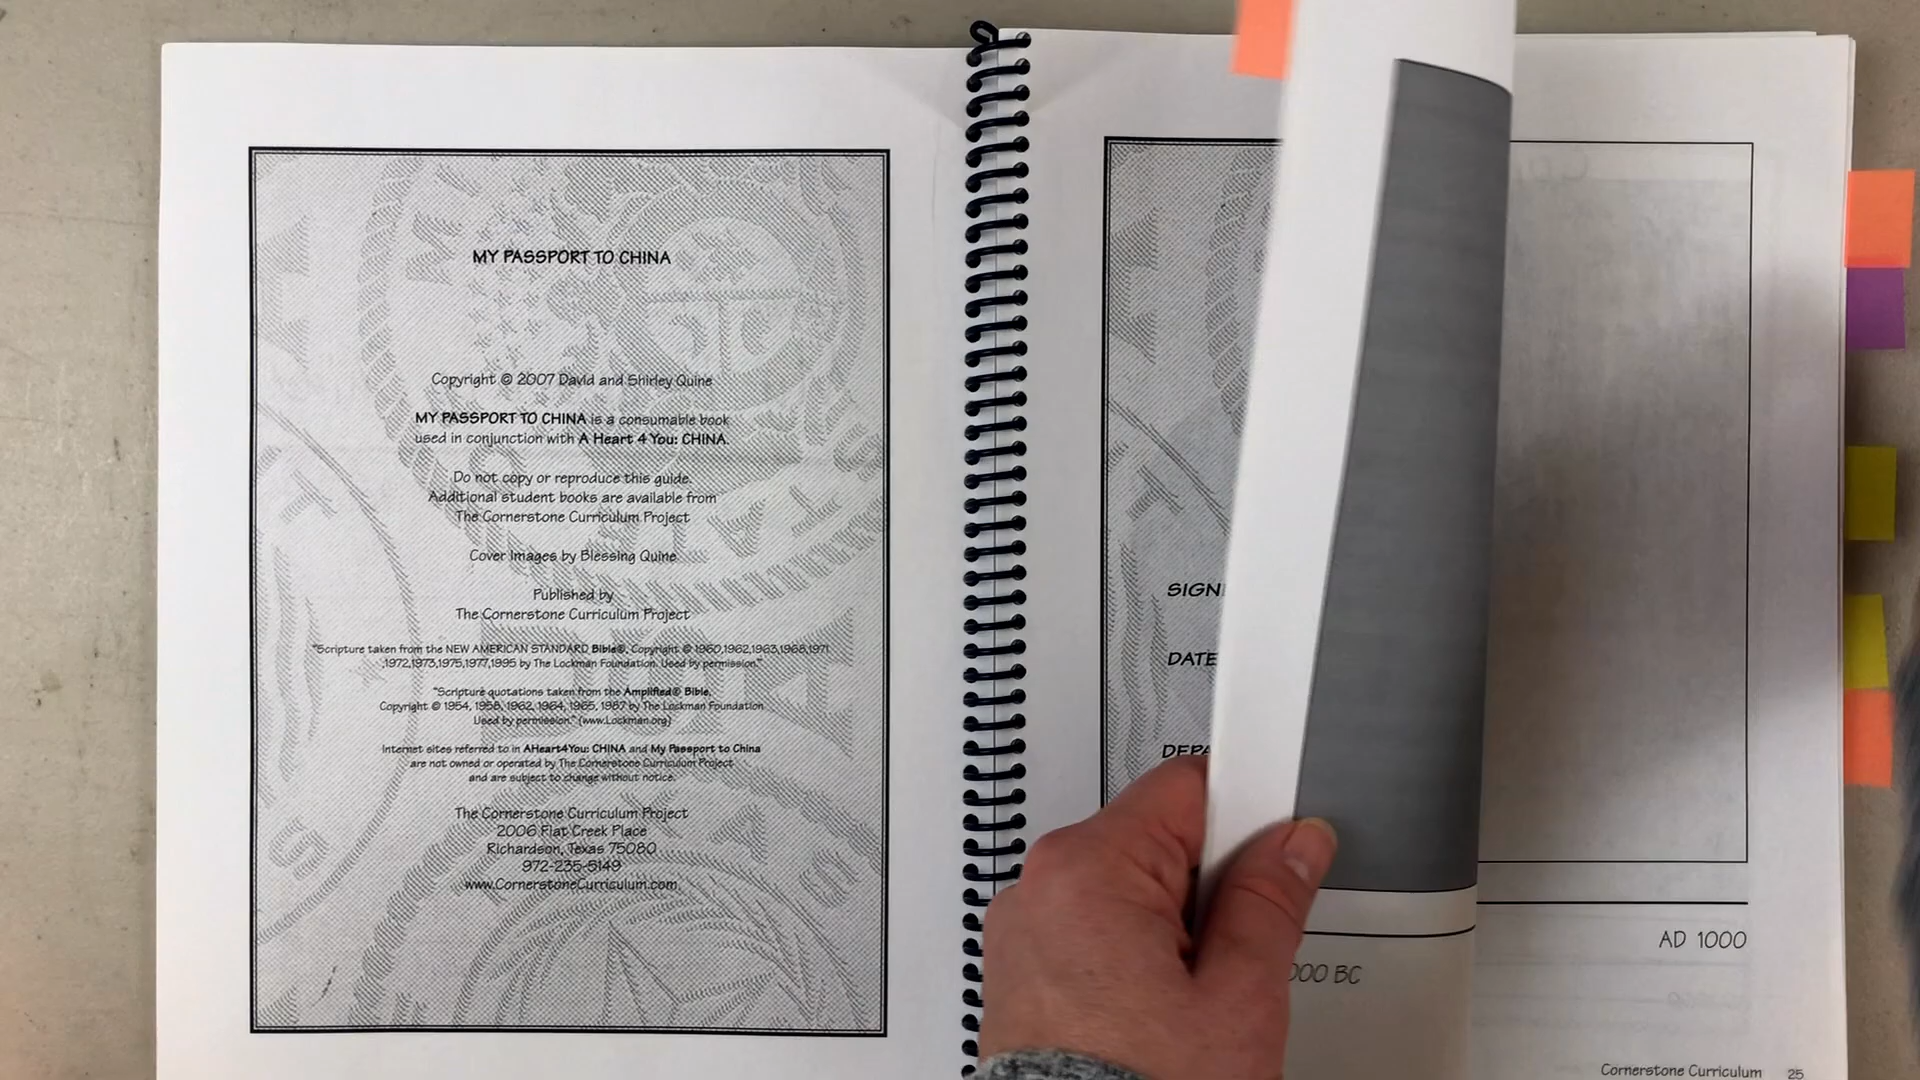 MY PASSPORT TO CHINA
Copyright © 2007 David and Shirley Quine
MY PASSPORT TO CHINA is a consumable book
used in conjunction with A Heart 4 You: CHINA.
Do not copy or reproduce this guide.
Additional student books are available from
The Cornerstone Curriculum Project
Cover Images by Blessing Quine
Published by
The Cornerstone Curriculum Project
"Scripture taken from the NEW AMERICAN STANDARD Bible®, Copyright © 1960,1962,1963,1968,1971
,1972,1973,1975,1977,1995 by The Lockman Foundation. Used by permission."
"Scripture quotations taken from the Amplified® Bible,
Copyright © 1954, 1958, 1962, 1964, 1965, 1987 by The Lockman Foundation
Used by permission." (www.Lockman.org)
Internet sites referred to in AHeart4You: CHINA and My Passport to China
are not owned or operated by The Cornerstone Curriculum Project
and are subject to change without notice.
The Cornerstone Curriculum Project
2006 Flat Creek Place
Richardson, Texas 75080
972-235-5149
www.CornerstoneCurriculum.com
SIGN
DATE
DEPA
000 BC
AD 1000
Cornerstone Curriculum 25